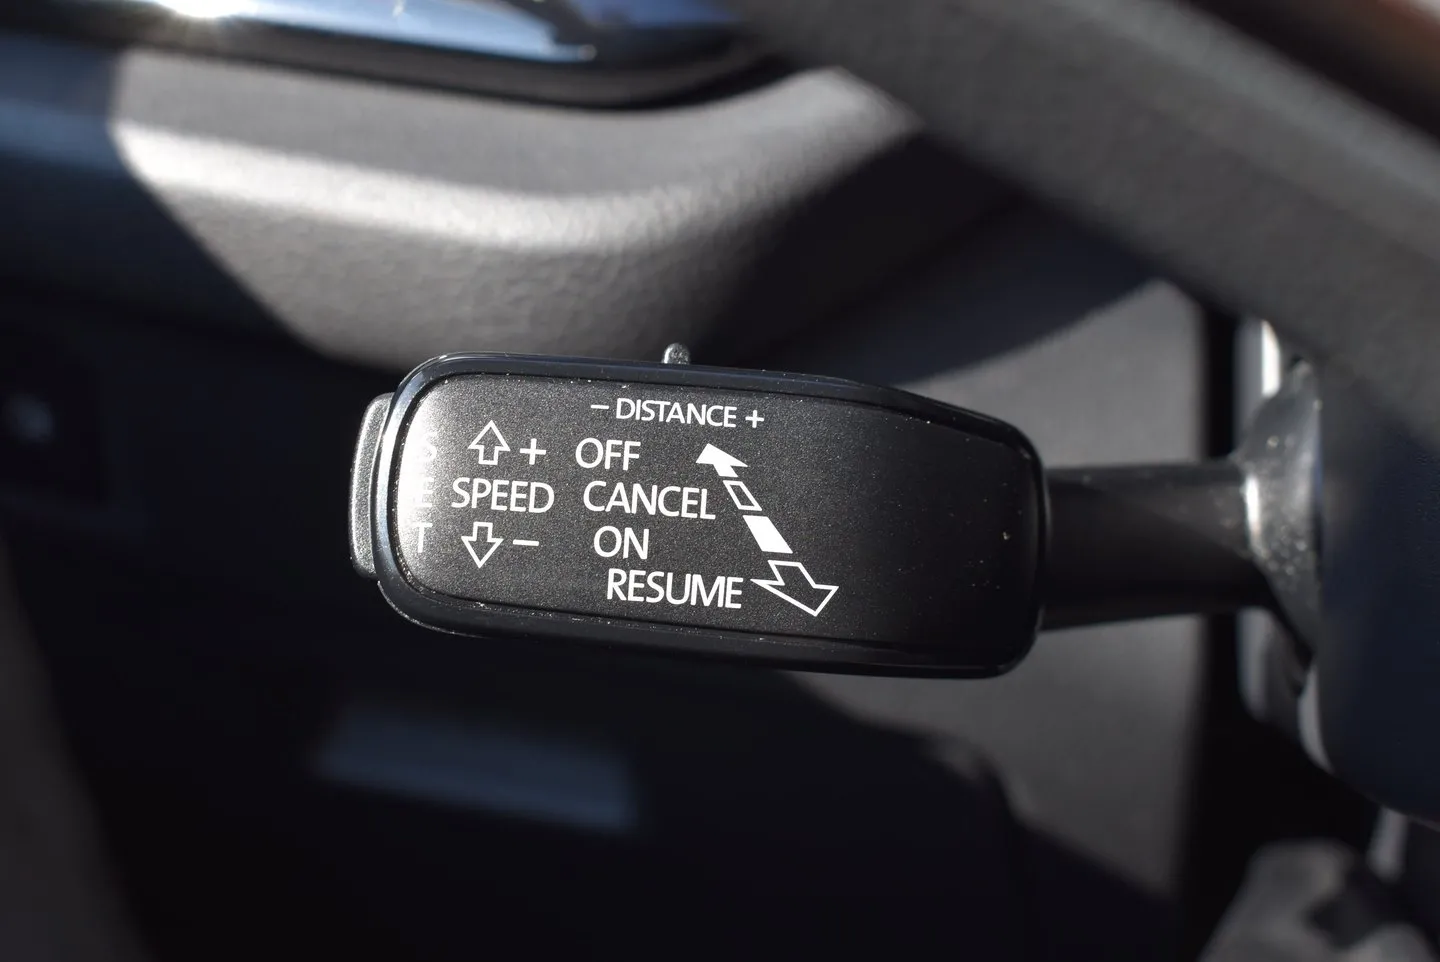 − DISTANCE +
S + OFF
E SPEED CANCEL
T − ON
RESUME